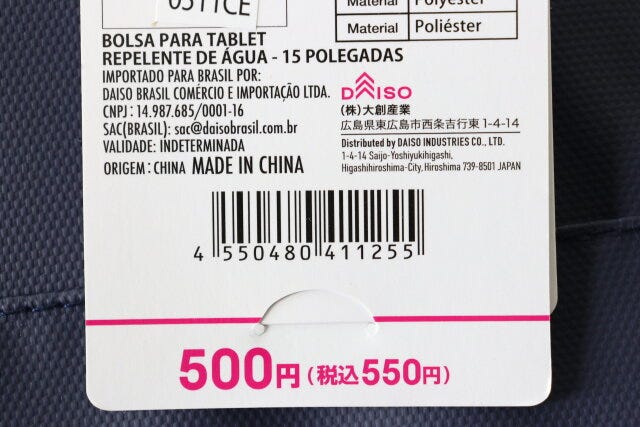 0511CE
Material Polyester
Material Poliéster
BOLSA PARA TABLET
REPELENTE DE ÁGUA - 15 POLEGADAS
IMPORTADO PARA BRASIL POR:
DAISO BRASIL COMÉRCIO E IMPORTAÇÃO LTDA.
CNPJ: 14.987.685/0001-16
SAC(BRASIL): sac@daisobrasil.com.br
VALIDADE: INDETERMINADA
ORIGEM: CHINA MADE IN CHINA
DAISO
(株)大創産業
広島県東広島市西条吉行東1-4-14
Distributed by DAISO INDUSTRIES CO., LTD.
1-4-14 Saijo-Yoshiyukihigashi,
Higashihiroshima-City, Hiroshima 739-8501 JAPAN
4 550480 411255
500円(税込550円)